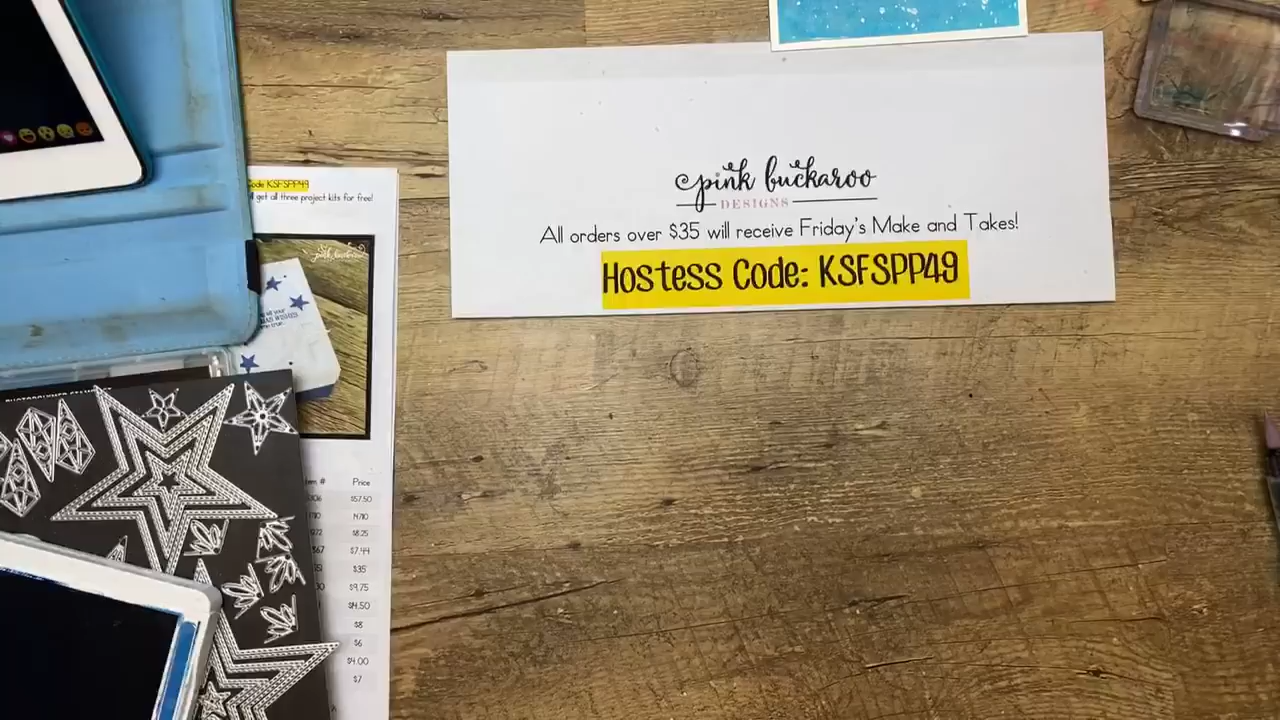 pink buckaroo
DESIGNS
All orders over $35 will receive Friday's Make and Takes!
Hostess Code: KSFSPP49
Code KSFSPP49
get all three project kits for free!
pink buckaroo
Price
$57.50
$8.25
$7.44
$35
$9.75
$14.50
$8
$6
$4.00
$7